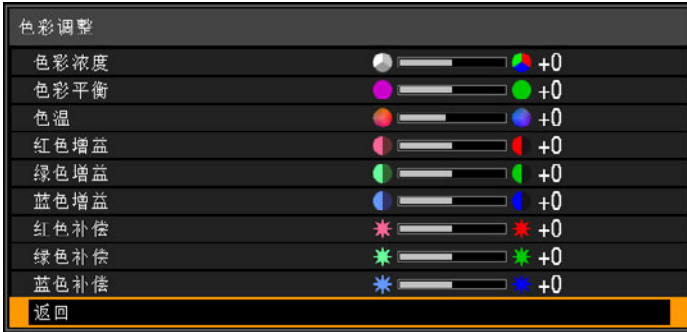 色彩调整
色彩浓度 +0
色彩平衡 +0
色温 +0
红色增益 +0
绿色增益 +0
蓝色增益 +0
红色补偿 +0
绿色补偿 +0
蓝色补偿 +0
返回